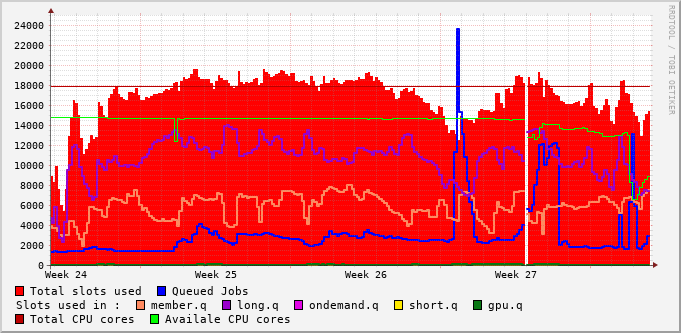 24000
22000
20000
18000
16000
14000
12000
10000
8000
6000
4000
2000
0
Week 24 Week 25 Week 26 Week 27
Total slots used Queued Jobs
Slots used in : member.q long.q ondemand.q short.q gpu.q
Total CPU cores Availale CPU cores
RRDTOOL / TOBI OETIKER